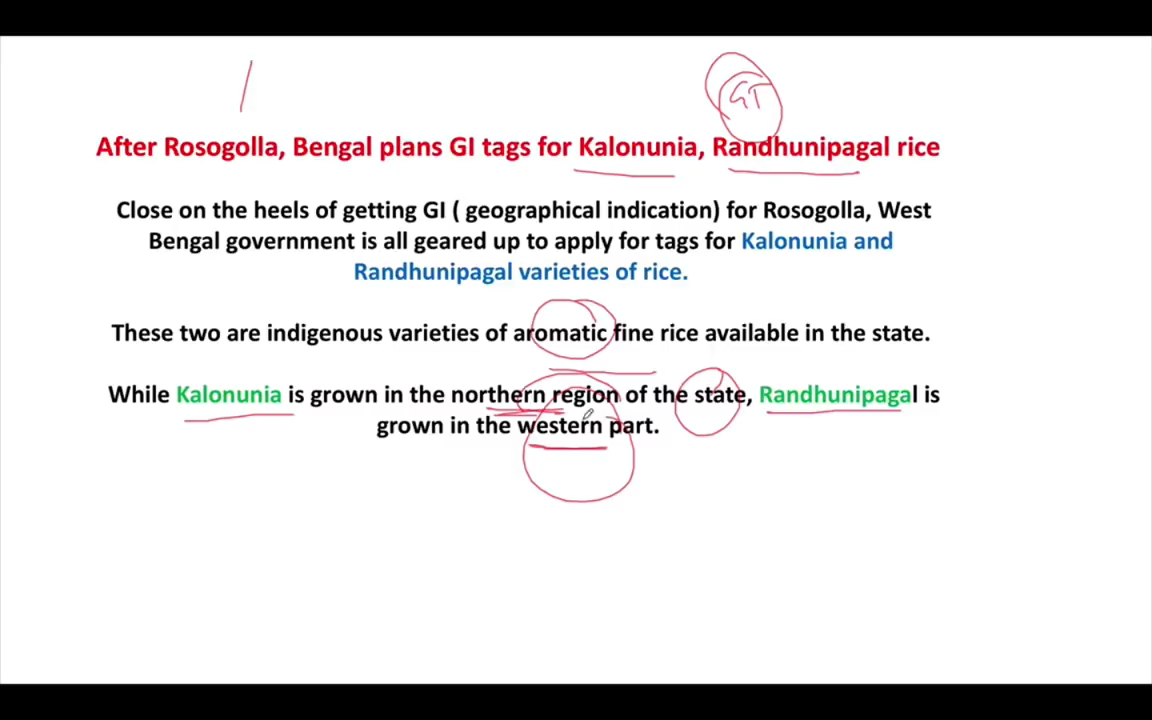 GI
After Rosogolla, Bengal plans GI tags for Kalonunia, Randhunipagal rice
Close on the heels of getting GI ( geographical indication) for Rosogolla, West
Bengal government is all geared up to apply for tags for Kalonunia and
Randhunipagal varieties of rice.
These two are indigenous varieties of aromatic fine rice available in the state.
While Kalonunia is grown in the northern region of the state, Randhunipagal is
grown in the western part.